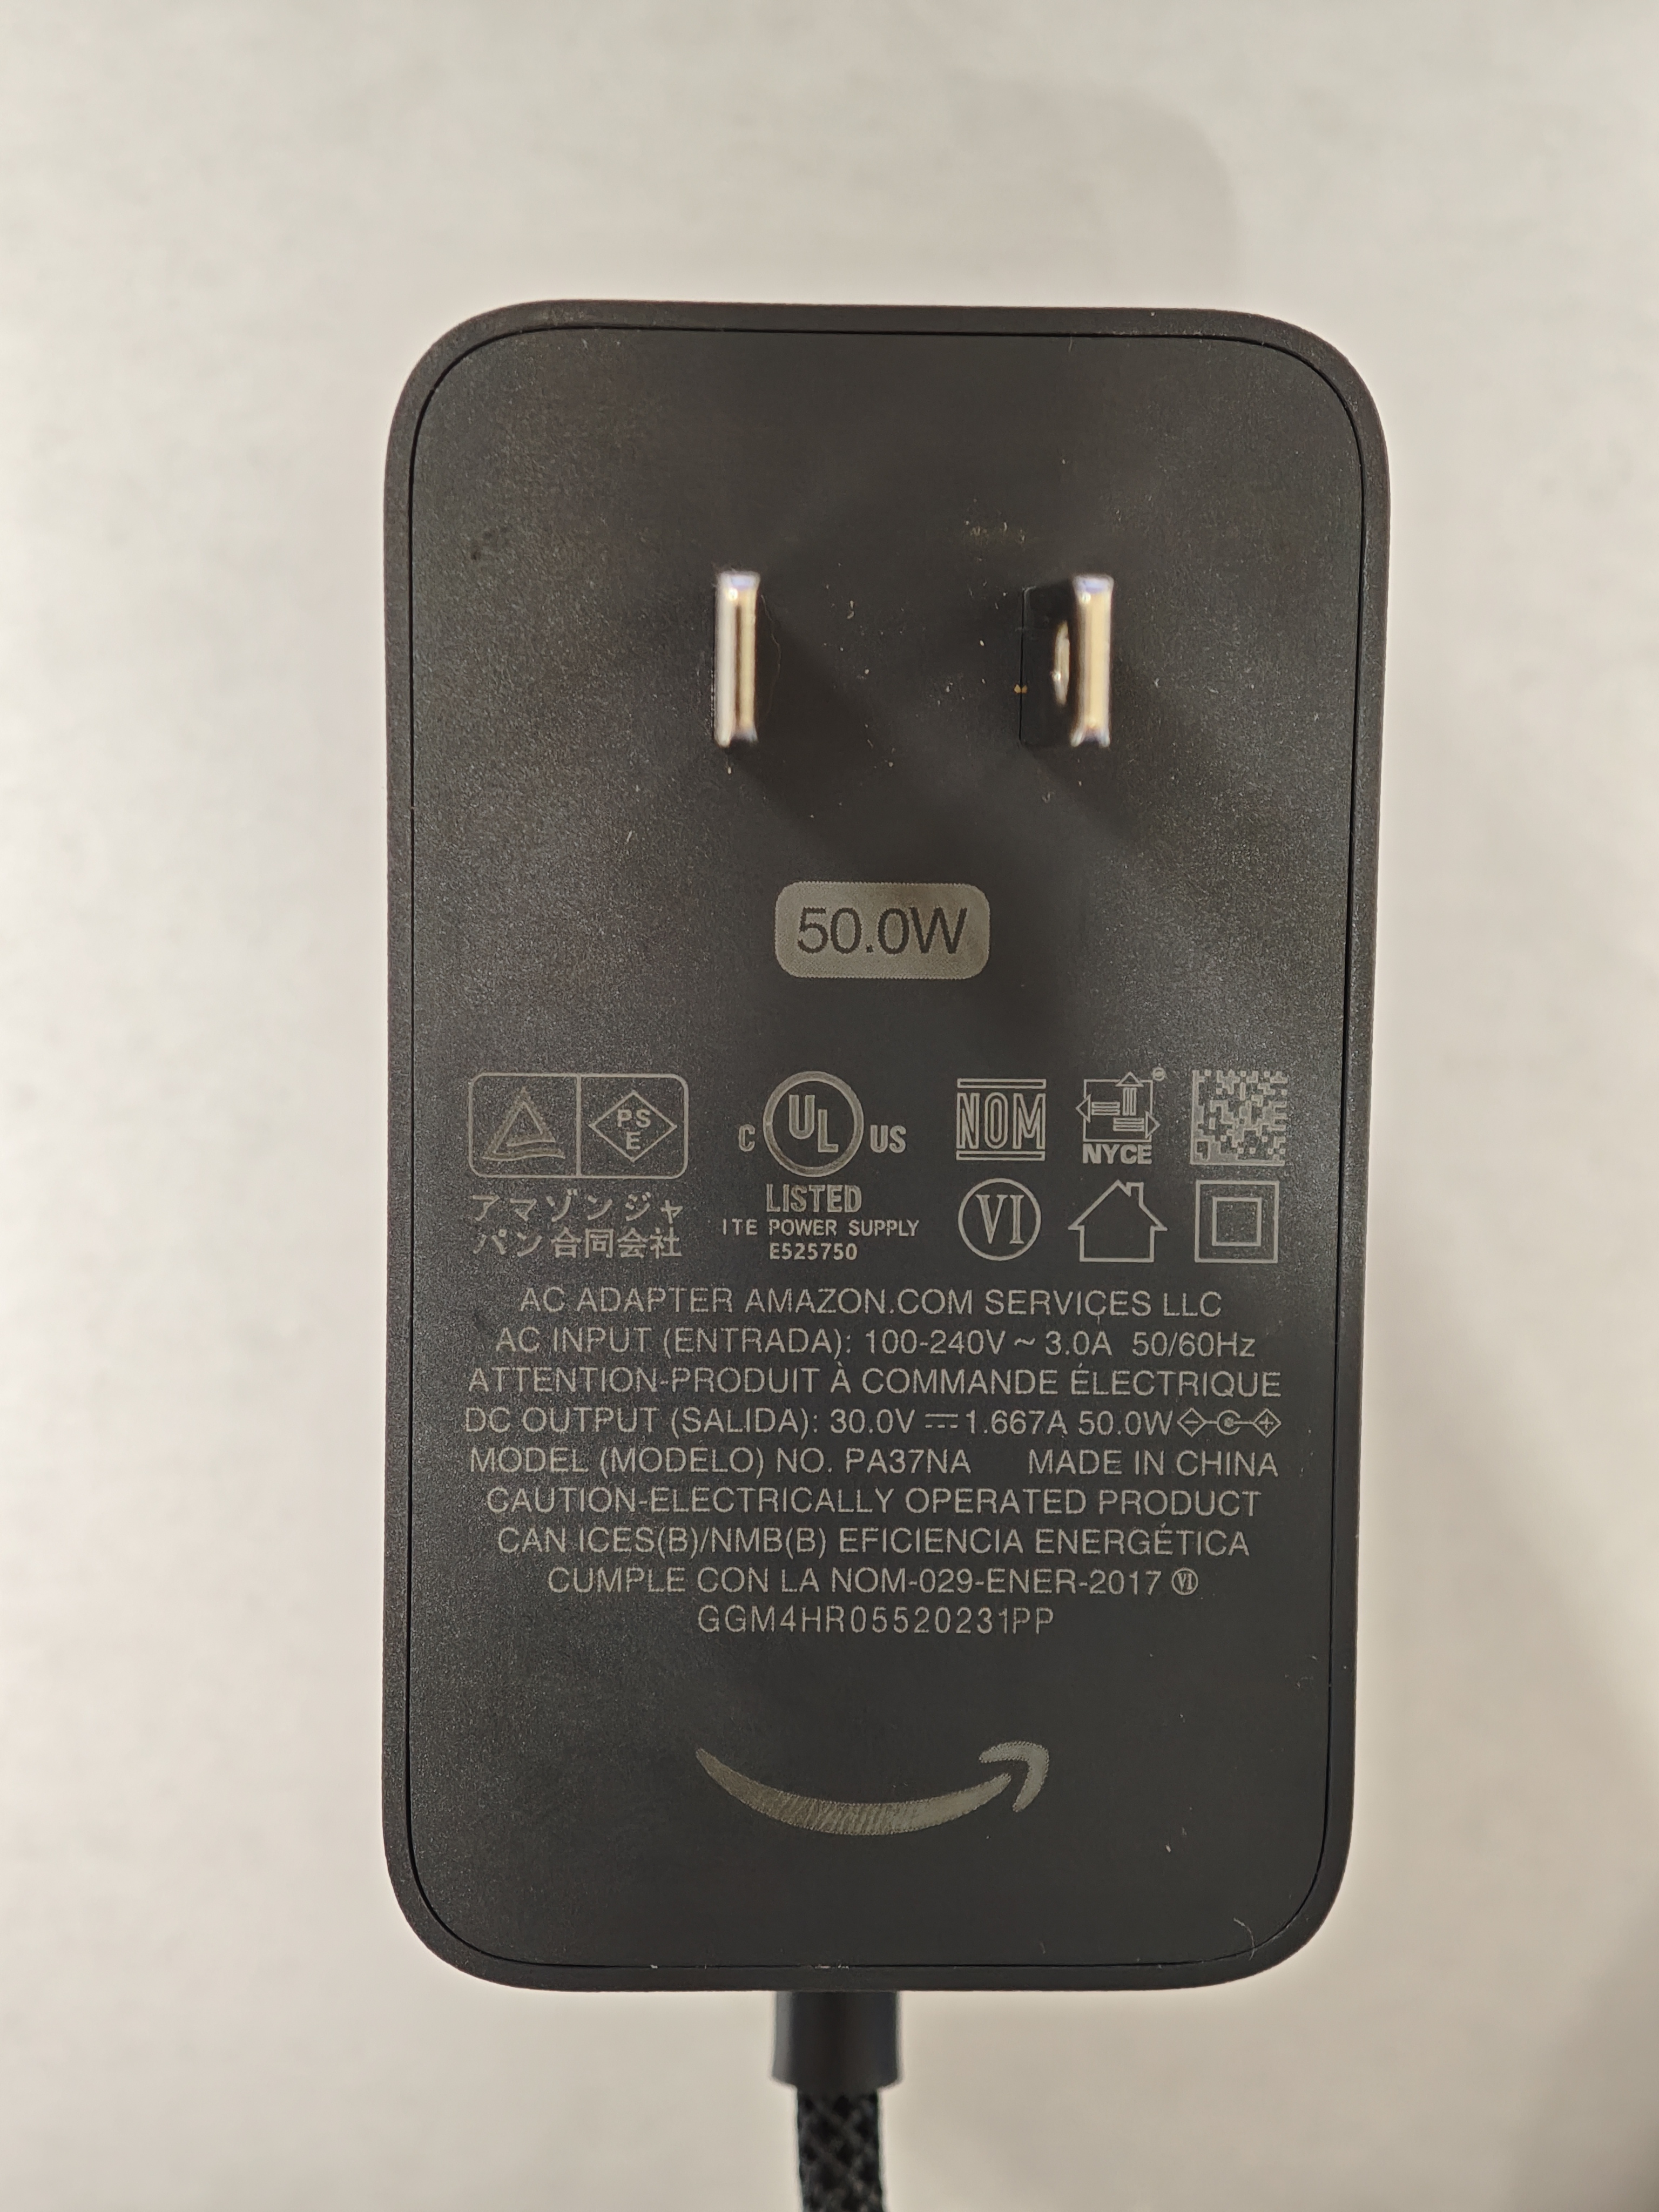 50.0W
PS
E
C UL US
LISTED
ITE POWER SUPPLY
E525750
NOM
NYCE
VI
アマゾンジャ
パン合同会社
AC ADAPTER AMAZON.COM SERVICES LLC
AC INPUT (ENTRADA): 100-240V ~ 3.0A 50/60Hz
ATTENTION-PRODUIT À COMMANDE ÉLECTRIQUE
DC OUTPUT (SALIDA): 30.0V ⎓ 1.667A 50.0W
MODEL (MODELO) NO. PA37NA MADE IN CHINA
CAUTION-ELECTRICALLY OPERATED PRODUCT
CAN ICES(B)/NMB(B) EFICIENCIA ENERGÉTICA
CUMPLE CON LA NOM-029-ENER-2017 VI
GGM4HR05520231PP